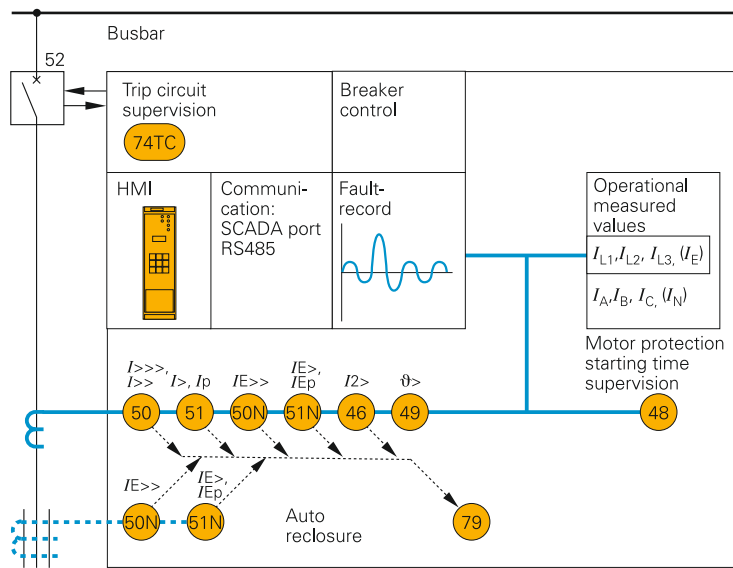 Busbar
52
Trip circuit
supervision
74TC
Breaker
control
HMI
Communi-
cation:
SCADA port
RS485
Fault-
record
Operational
measured
values
IL1,IL2, IL3, (IE)
IA,IB, IC, (IN)
Motor protection
starting time
supervision
I>>>,
I>>
I>, Ip
IE>>
IE>,
IEp
I2>
ϑ>
50
51
50N
51N
46
49
48
IE>>
IE>,
IEp
50N
51N
Auto
reclosure
79